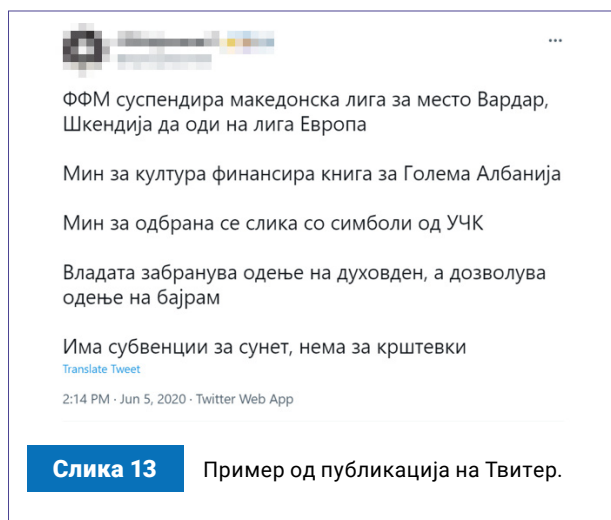 ФФМ суспендира македонска лига за место Вардар,
Шкендија да оди на лига Европа
Мин за култура финансира книга за Голема Албанија
Мин за одбрана се слика со симболи од УЧК
Владата забранува одење на духовден, а дозволува
одење на бајрам
Има субвенции за сунет, нема за крштевки
Translate Tweet
2:14 PM · Jun 5, 2020 · Twitter Web App
Слика 13 Пример од публикација на Твитер.